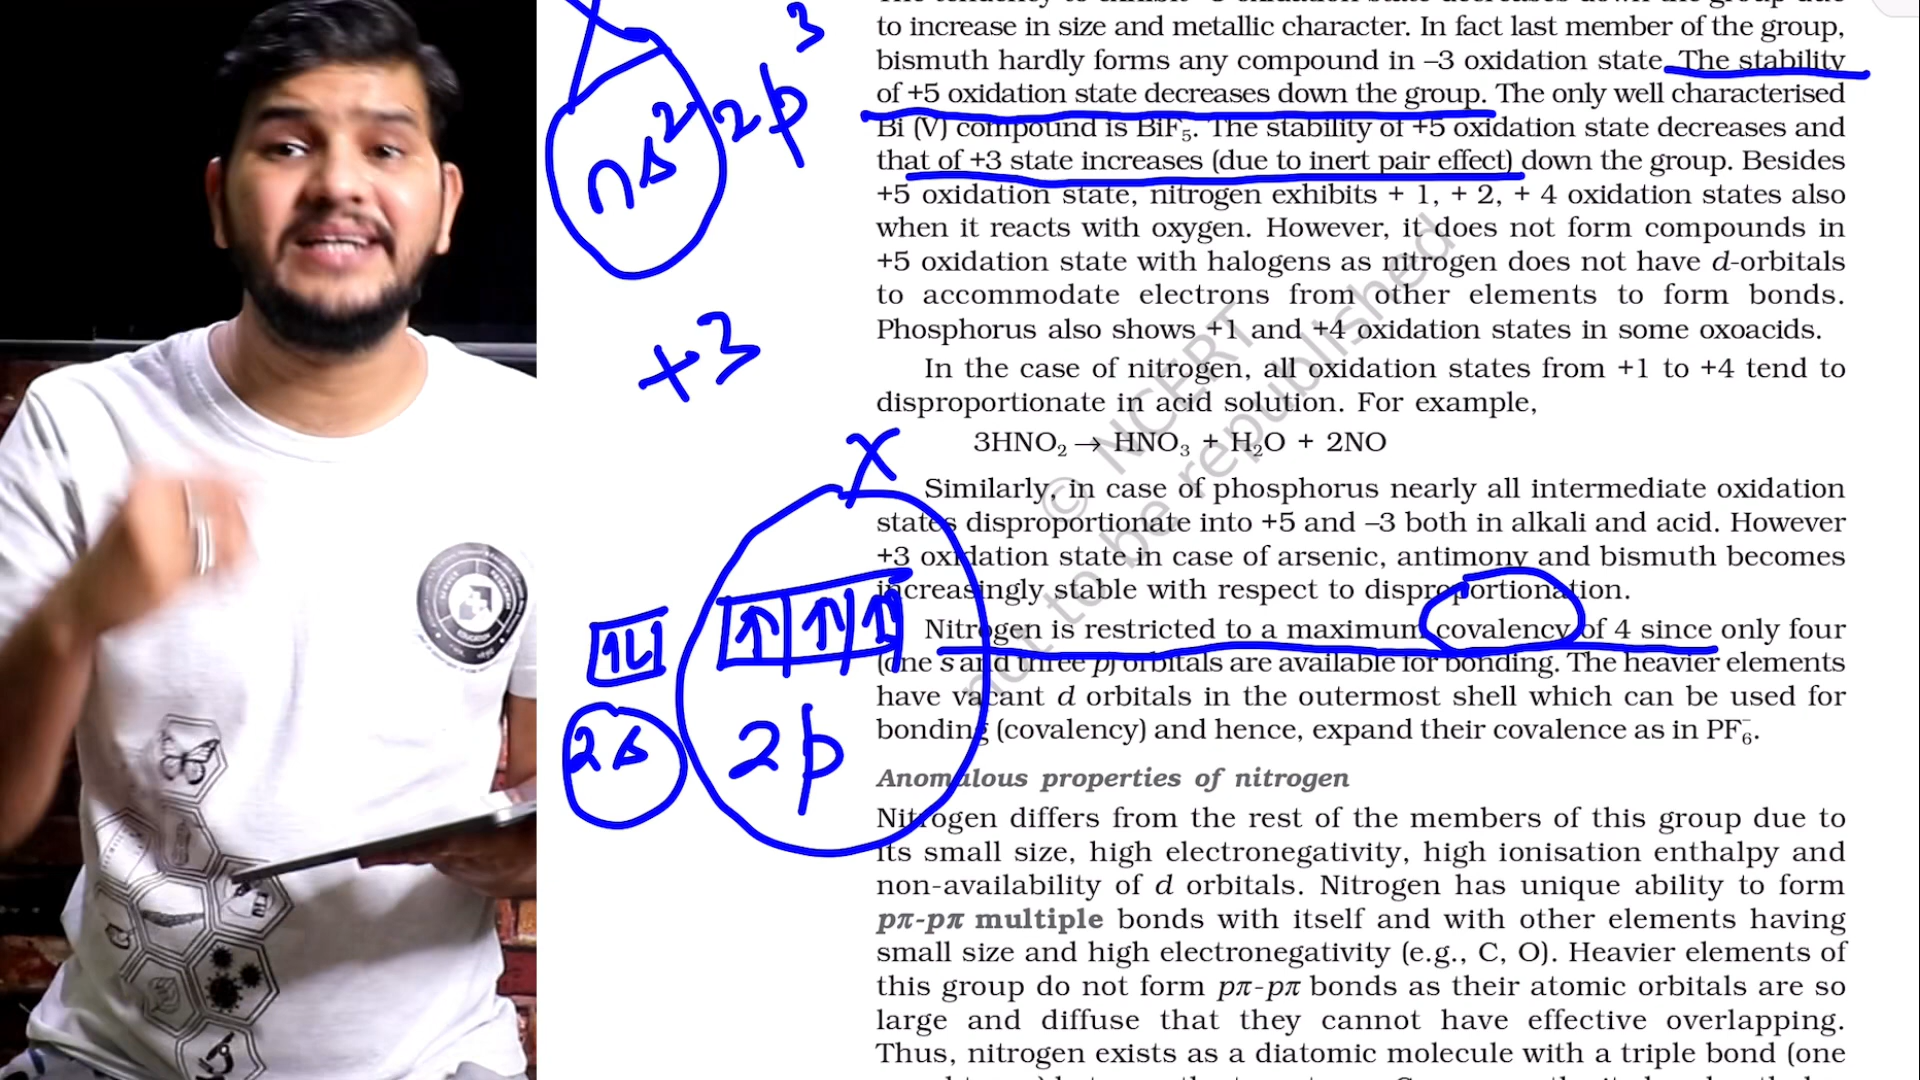 to increase in size and metallic character. In fact last member of the group,
bismuth hardly forms any compound in –3 oxidation state. The stability
of +5 oxidation state decreases down the group. The only well characterised
Bi (V) compound is BiF₅. The stability of +5 oxidation state decreases and
that of +3 state increases (due to inert pair effect) down the group. Besides
+5 oxidation state, nitrogen exhibits + 1, + 2, + 4 oxidation states also
when it reacts with oxygen. However, it does not form compounds in
+5 oxidation state with halogens as nitrogen does not have d-orbitals
to accommodate electrons from other elements to form bonds.
Phosphorus also shows +1 and +4 oxidation states in some oxoacids.
In the case of nitrogen, all oxidation states from +1 to +4 tend to
disproportionate in acid solution. For example,
3HNO₂ → HNO₃ + H₂O + 2NO
Similarly, in case of phosphorus nearly all intermediate oxidation
states disproportionate into +5 and –3 both in alkali and acid. However
+3 oxidation state in case of arsenic, antimony and bismuth becomes
increasingly stable with respect to disproportionation.
Nitrogen is restricted to a maximum covalency of 4 since only four
(one s and three p) orbitals are available for bonding. The heavier elements
have vacant d orbitals in the outermost shell which can be used for
bonding (covalency) and hence, expand their covalence as in PF₆⁻.
Anomalous properties of nitrogen
Nitrogen differs from the rest of the members of this group due to
its small size, high electronegativity, high ionisation enthalpy and
non-availability of d orbitals. Nitrogen has unique ability to form
pπ-pπ multiple bonds with itself and with other elements having
small size and high electronegativity (e.g., C, O). Heavier elements of
this group do not form pπ-pπ bonds as their atomic orbitals are so
large and diffuse that they cannot have effective overlapping.
Thus, nitrogen exists as a diatomic molecule with a triple bond (one
ns² 2p³
+3
2s 2p
© NCERT
not to be republished
EDUCATION